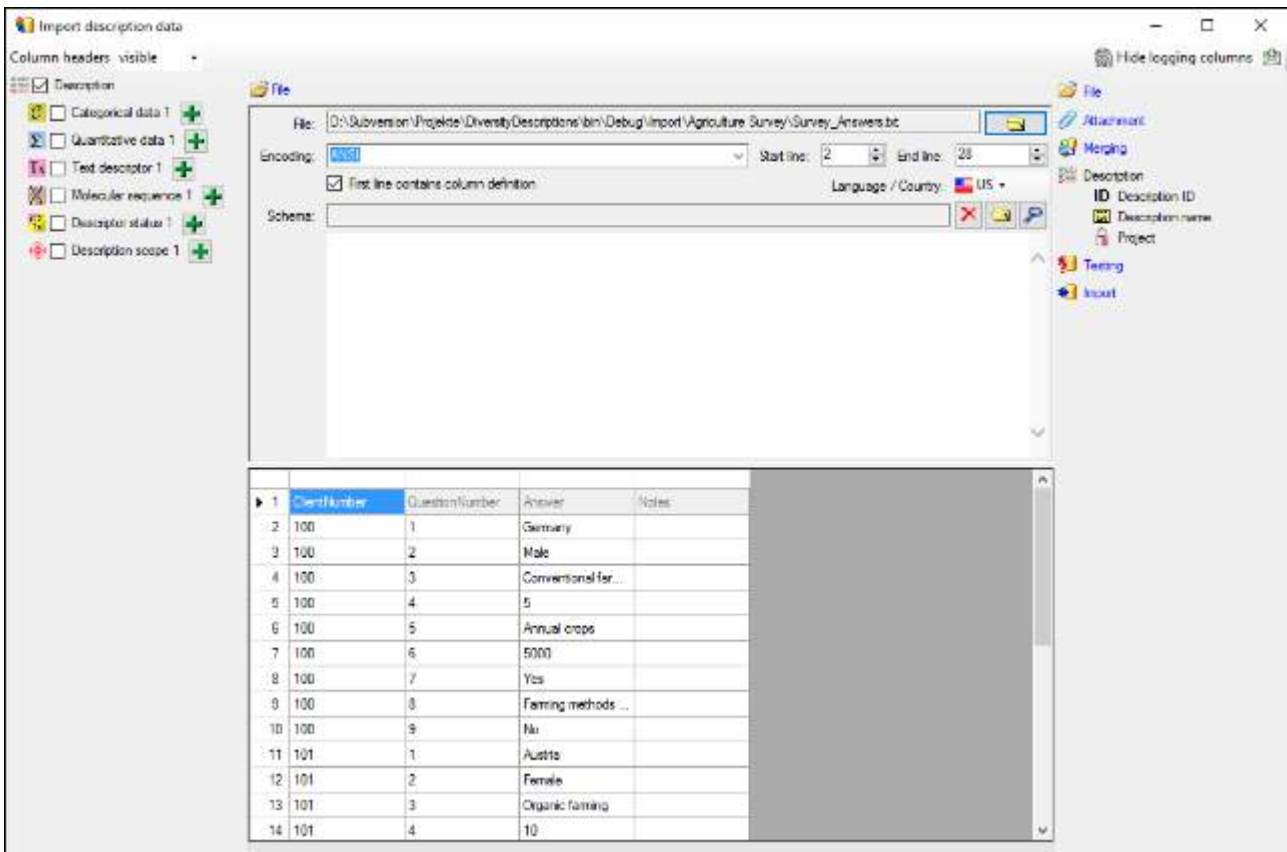 Import description data
Column headers visible
Hide logging columns
Description
Categorical data 1
Quantitative data 1
Text descriptor 1
Molecular sequence 1
Descriptor status 1
Description scope 1
File
File: D:\Subversion\Projekte\DiversityDescriptions\bin\Debug\Import\Agriculture Survey\Survey_Answers.txt
Encoding: ANSI Start line: 2 End line: 28
First line contains column definition Language / Country: US
Schema:
File
Attachment
Merging
Description
ID Description ID
Description name
Project
Testing
Import
1 ClientNumber QuestionNumber Answer Notes
2 100 1 Germany
3 100 2 Male
4 100 3 Conventional far...
5 100 4 5
6 100 5 Annual crops
7 100 6 5000
8 100 7 Yes
9 100 8 Farming methods ...
10 100 9 No
11 101 1 Austria
12 101 2 Female
13 101 3 Organic farming
14 101 4 10